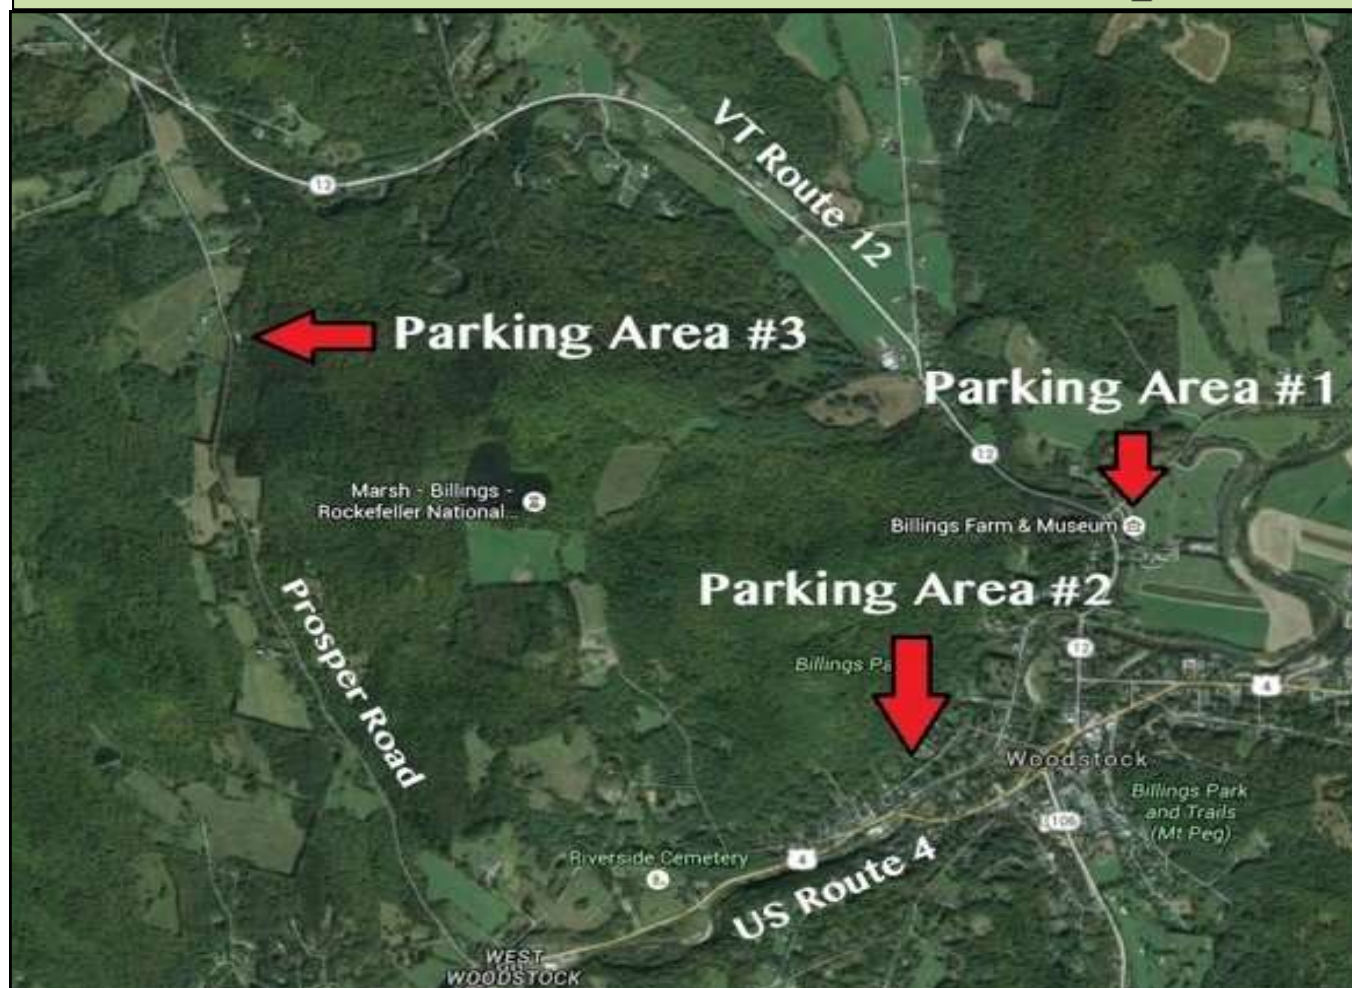 VT Route 12
12
Parking Area #3
Parking Area #1
12
Marsh - Billings -
Rockefeller National...
Billings Farm & Museum
Parking Area #2
Prosper Road
Billings Pa
12
4
Woodstock
Billings Park
and Trails
(Mt Peg)
106
Riverside Cemetery
4
US Route 4
WEST
WOODSTOCK